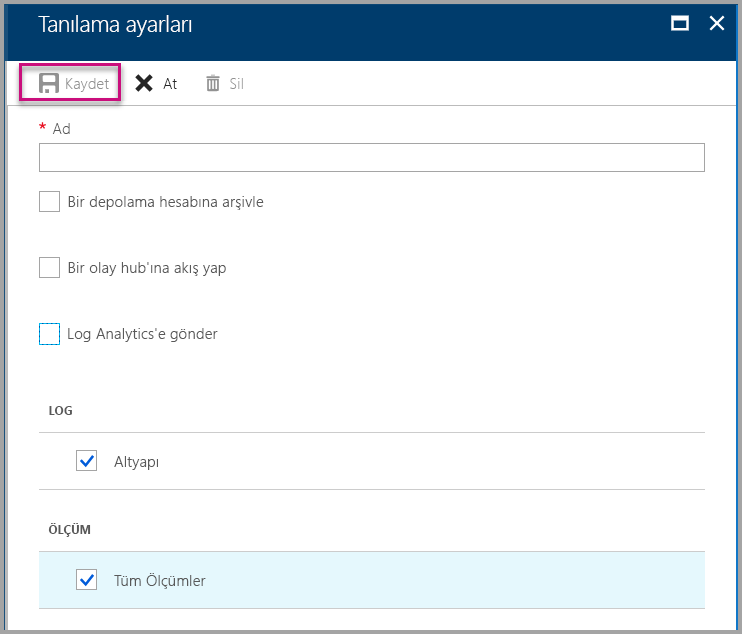 Tanılama ayarları
Kaydet At Sil
* Ad
Bir depolama hesabına arşivle
Bir olay hub'ına akış yap
Log Analytics'e gönder
LOG
Altyapı
ÖLÇÜM
Tüm Ölçümler